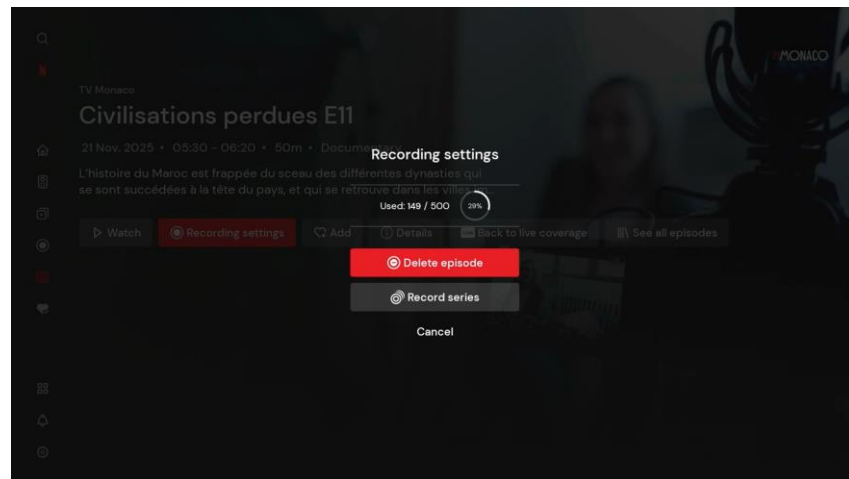 MONACO
TV Monaco
Civilisations perdues E11
21 Nov. 2025 • 05:30 - 06:20 • 50m • Documentary
L'histoire du Maroc est frappée du sceau des différentes dynasties qui
se sont succédées à la tête du pays, et qui se retrouve dans les villes im...
Watch
Recording settings
Add
Details
Back to live coverage
See all episodes
Recording settings
Used: 149 / 500
29%
Delete episode
Record series
Cancel